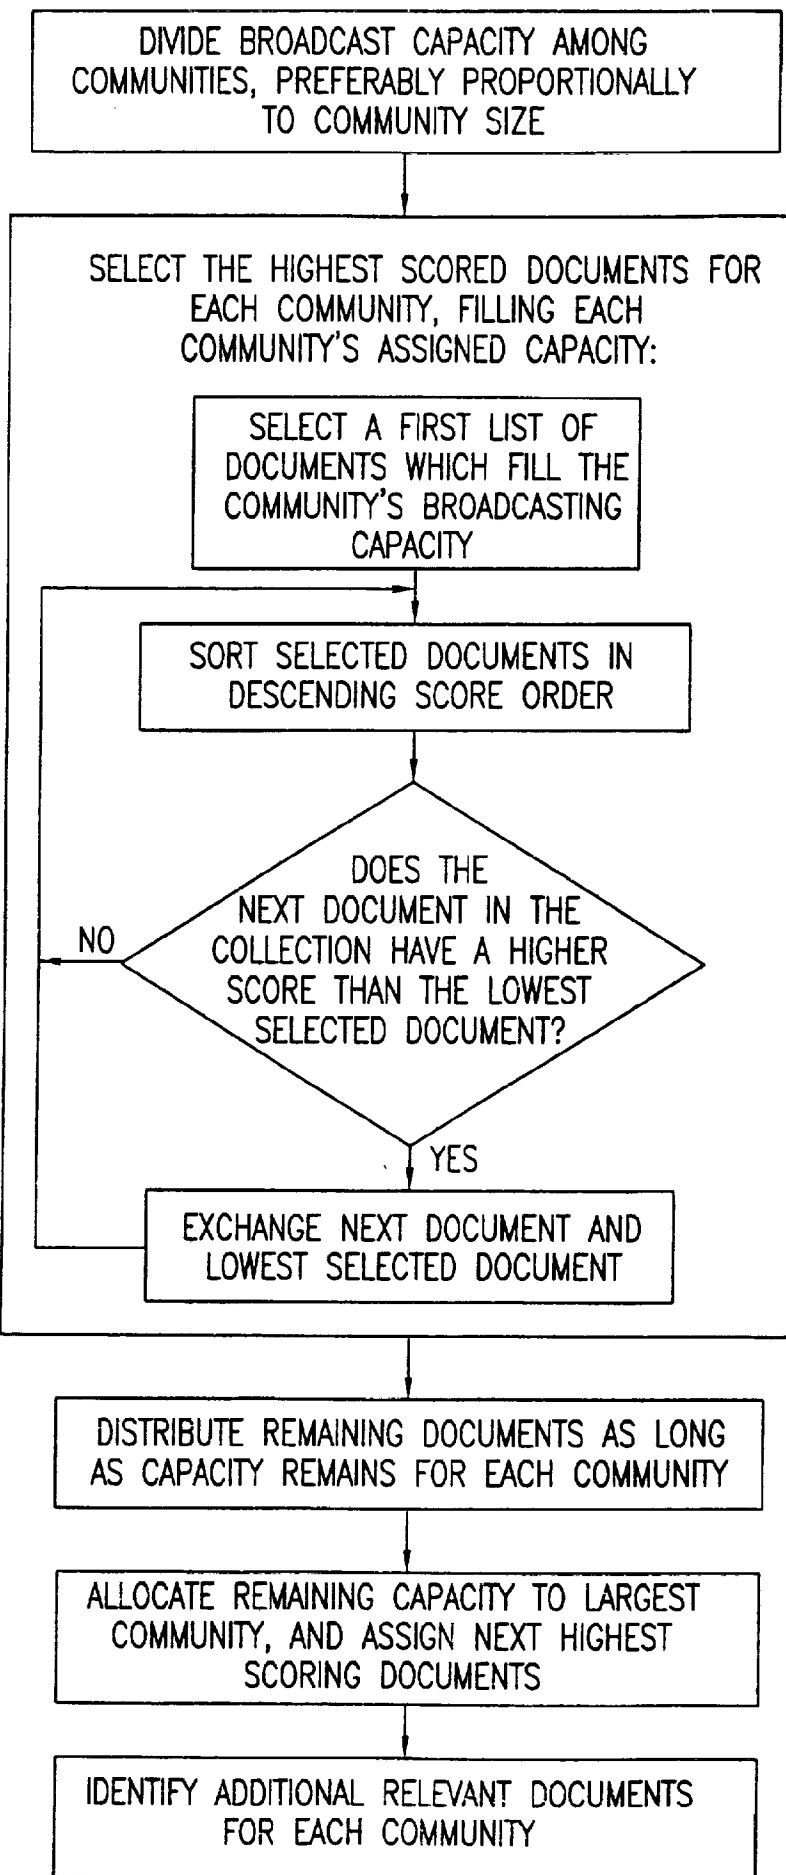 DIVIDE BROADCAST CAPACITY AMONG
COMMUNITIES, PREFERABLY PROPORTIONALLY
TO COMMUNITY SIZE
SELECT THE HIGHEST SCORED DOCUMENTS FOR
EACH COMMUNITY, FILLING EACH
COMMUNITY'S ASSIGNED CAPACITY:
SELECT A FIRST LIST OF
DOCUMENTS WHICH FILL THE
COMMUNITY'S BROADCASTING
CAPACITY
SORT SELECTED DOCUMENTS IN
DESCENDING SCORE ORDER
DOES THE
NEXT DOCUMENT IN THE
COLLECTION HAVE A HIGHER
SCORE THAN THE LOWEST
SELECTED DOCUMENT?
NO
YES
EXCHANGE NEXT DOCUMENT AND
LOWEST SELECTED DOCUMENT
DISTRIBUTE REMAINING DOCUMENTS AS LONG
AS CAPACITY REMAINS FOR EACH COMMUNITY
ALLOCATE REMAINING CAPACITY TO LARGEST
COMMUNITY, AND ASSIGN NEXT HIGHEST
SCORING DOCUMENTS
IDENTIFY ADDITIONAL RELEVANT DOCUMENTS
FOR EACH COMMUNITY